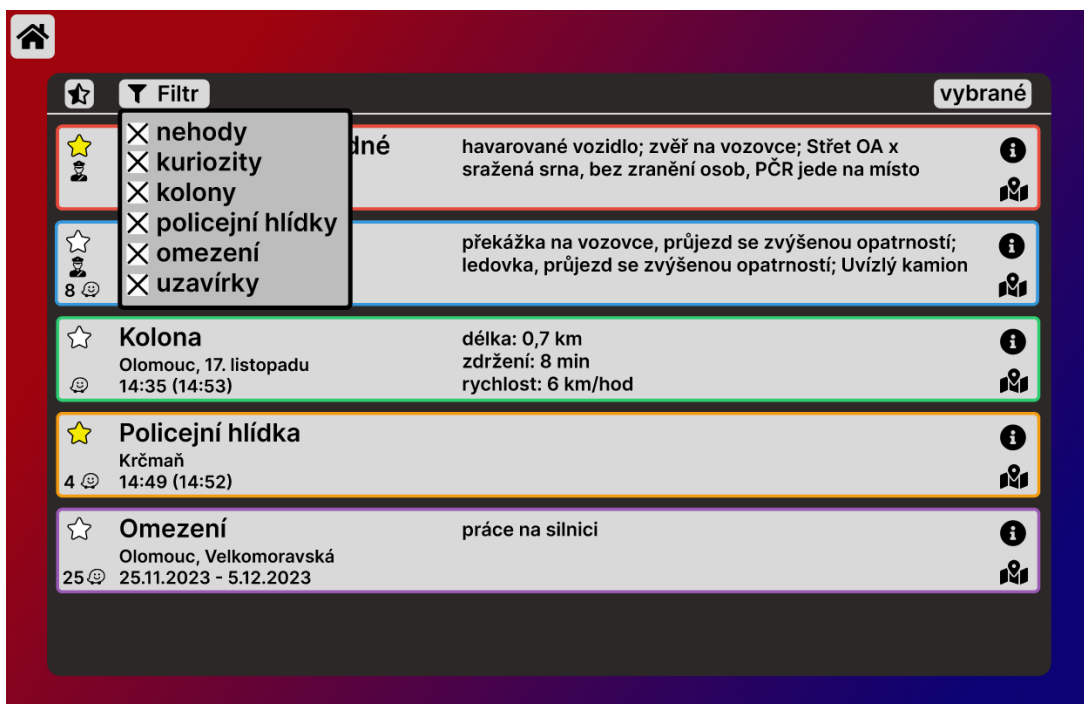 Filtr
vybrané
nehody
kuriozity
kolony
policejní hlídky
omezení
uzavírky
havarované vozidlo; zvěř na vozovce; Střet OA x
sražená srna, bez zranění osob, PČR jede na místo
překážka na vozovce, průjezd se zvýšenou opatrností;
ledovka, průjezd se zvýšenou opatrností; Uvízlý kamion
8
Kolona
Olomouc, 17. listopadu
14:35 (14:53)
délka: 0,7 km
zdržení: 8 min
rychlost: 6 km/hod
Policejní hlídka
Krčmaň
4 14:49 (14:52)
Omezení
Olomouc, Velkomoravská
25 25.11.2023 - 5.12.2023
práce na silnici